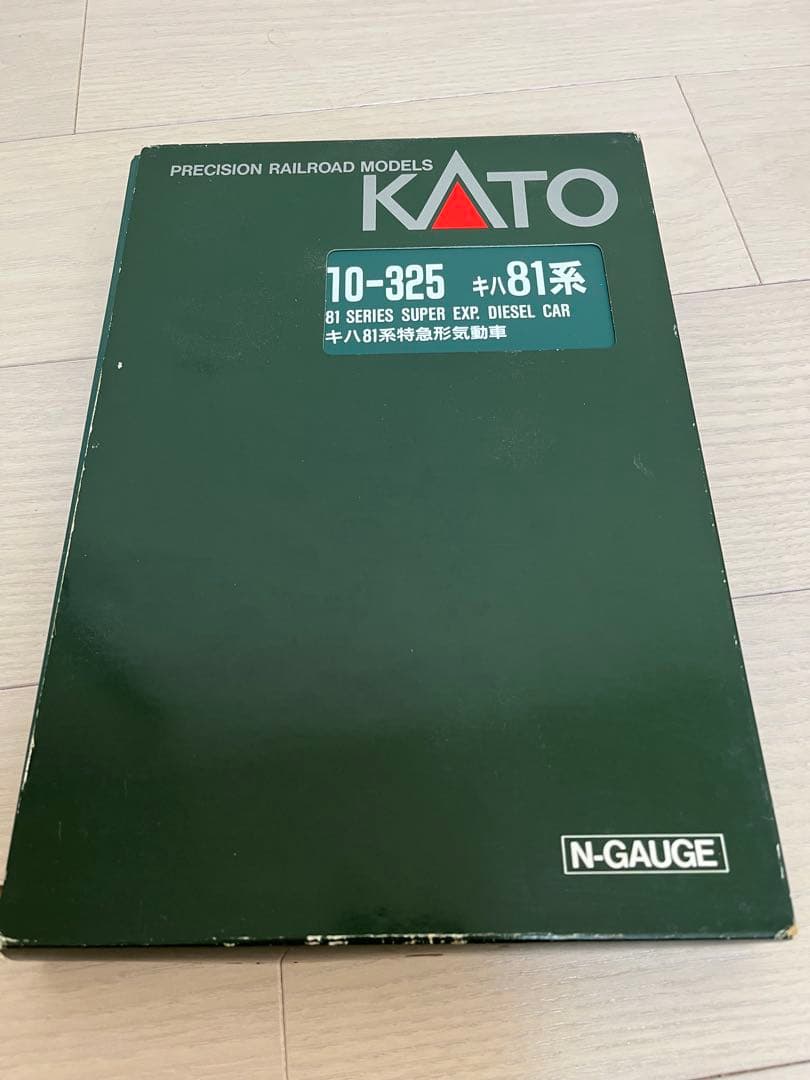 PRECISION RAILROAD MODELS
KATO
10-325 キハ81系
81 SERIES SUPER EXP. DIESEL CAR
キハ81系特急形気動車
N-GAUGE